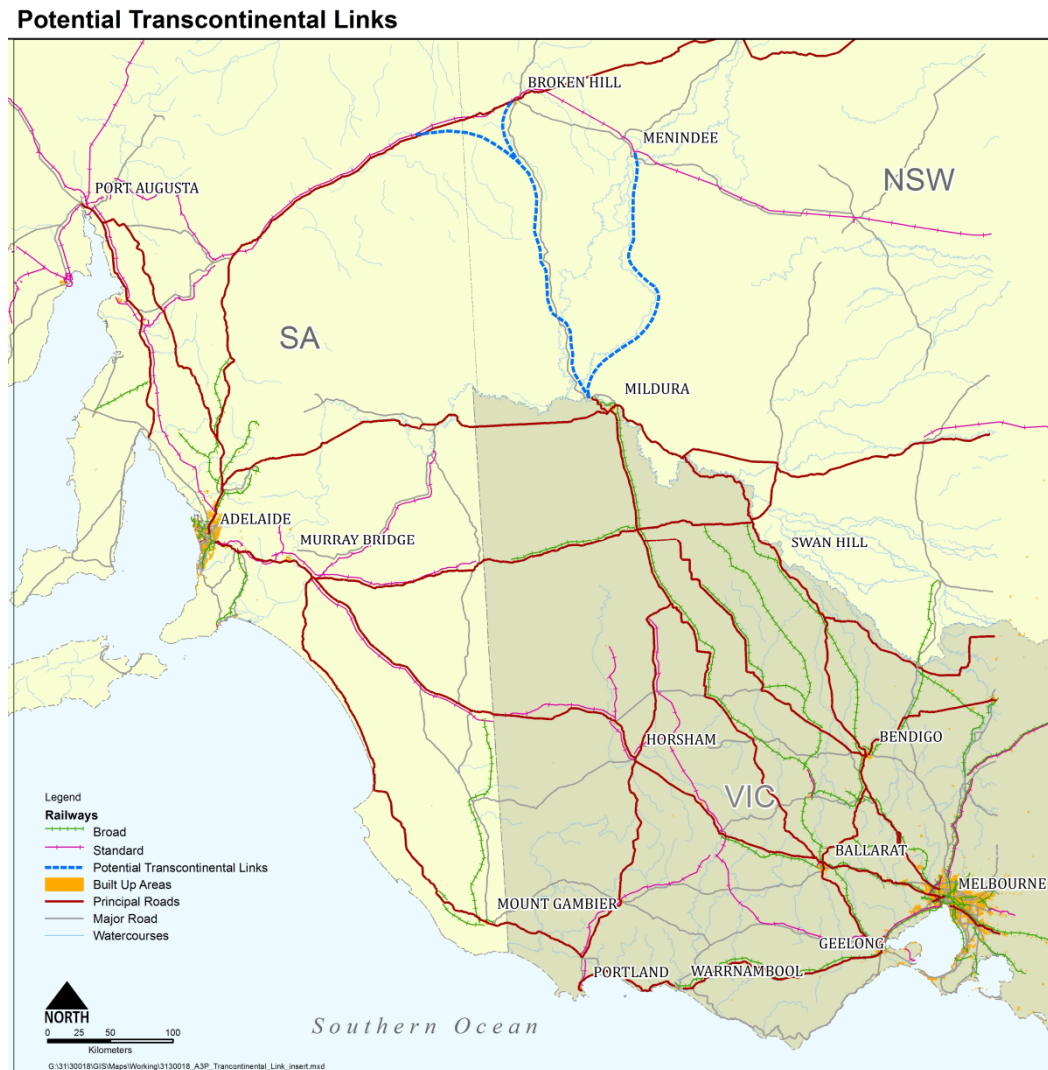 Potential Transcontinental Links
BROKEN HILL
MENINDEE
NSW
PORT AUGUSTA
SA
MILDURA
ADELAIDE
MURRAY BRIDGE
SWAN HILL
HORSHAM
BENDIGO
VIC
BALLARAT
MELBOURNE
MOUNT GAMBIER
GEELONG
PORTLAND
WARRNAMBOOL
Legend
Railways
Broad
Standard
Potential Transcontinental Links
Built Up Areas
Principal Roads
Major Road
Watercourses
NORTH
0 25 50 100
Kilometers
Southern Ocean
G:\31\30018\GIS\Maps\Working\3130018_A3P_Trancontinental_Link_insert.mxd